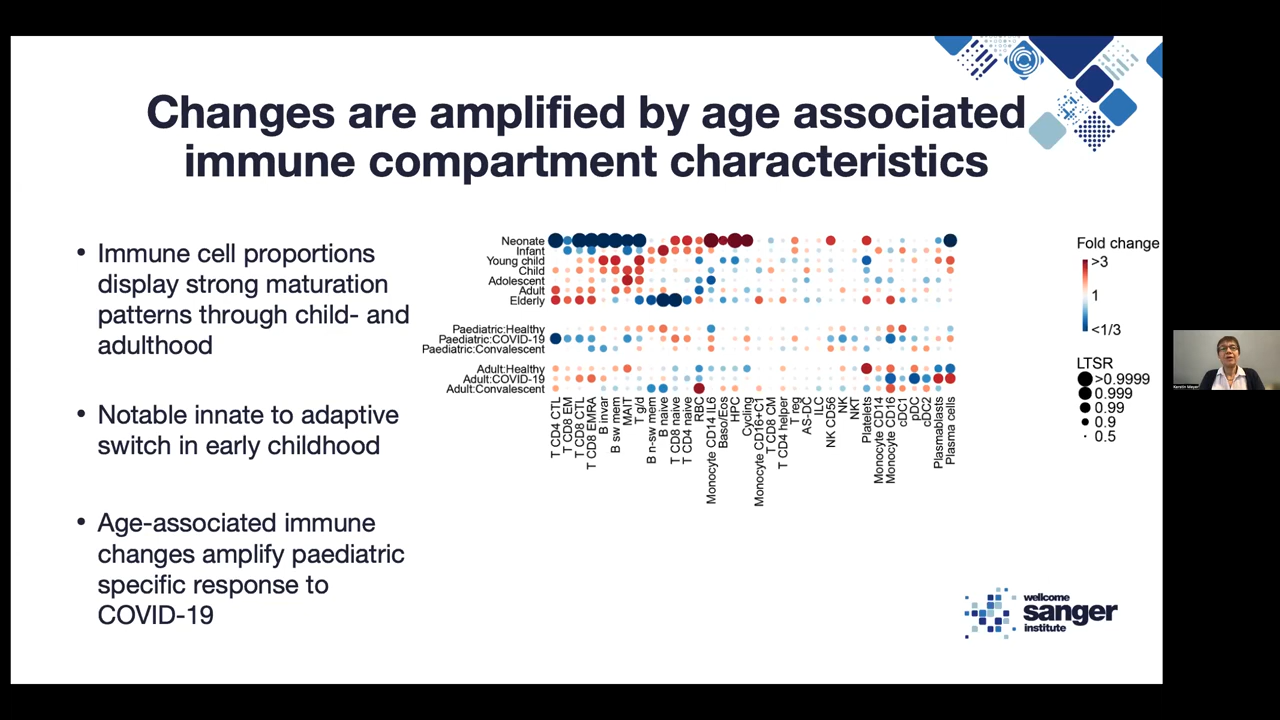 Changes are amplified by age associated
immune compartment characteristics
• Immune cell proportions
display strong maturation
patterns through child- and
adulthood
• Notable innate to adaptive
switch in early childhood
• Age-associated immune
changes amplify paediatric
specific response to
COVID-19
Neonate
Infant
Young child
Child
Adolescent
Adult
Elderly
Paediatric:Healthy
Paediatric:COVID-19
Paediatric:Convalescent
Adult:Healthy
Adult:COVID-19
Adult:Convalescent
T CD4 CTL
T CD8 EM
T CD8 CTL
T CD8 EMRA
B invar
B sw mem
MAIT
T g/d
B n-sw mem
B naive
T CD8 naive
T CD4 naive
RBC
Monocyte CD14 IL6
Baso/Eos
HPC
Cycling
Monocyte CD16+C1
T CD8 CM
T CD4 helper
T reg
AS-DC
ILC
NK CD56
NK
NKT
Platelets
Monocyte CD14
Monocyte CD16
cDC1
pDC
cDC2
Plasmablasts
Plasma cells
Fold change
>3
1
<1/3
LTSR
>0.9999
0.999
0.99
0.9
0.5
wellcome
sanger
institute
Kerstin Meyer